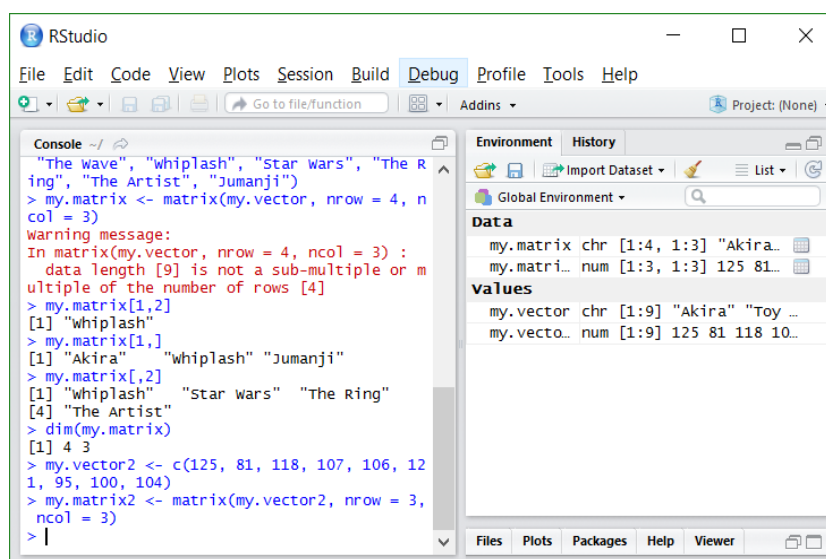 RStudio
File Edit Code View Plots Session Build Debug Profile Tools Help
Go to file/function Addins Project: (None)
Console ~/
"The Wave", "Whiplash", "Star Wars", "The R
ing", "The Artist", "Jumanji")
> my.matrix <- matrix(my.vector, nrow = 4, n
col = 3)
Warning message:
In matrix(my.vector, nrow = 4, ncol = 3) :
data length [9] is not a sub-multiple or m
ultiple of the number of rows [4]
> my.matrix[1,2]
[1] "Whiplash"
> my.matrix[1,]
[1] "Akira" "Whiplash" "Jumanji"
> my.matrix[,2]
[1] "Whiplash" "Star Wars" "The Ring"
[4] "The Artist"
> dim(my.matrix)
[1] 4 3
> my.vector2 <- c(125, 81, 118, 107, 106, 12
1, 95, 100, 104)
> my.matrix2 <- matrix(my.vector2, nrow = 3,
ncol = 3)
>
Environment History
Import Dataset List
Global Environment
Data
my.matrix chr [1:4, 1:3] "Akira…
my.matri… num [1:3, 1:3] 125 81…
Values
my.vector chr [1:9] "Akira" "Toy …
my.vecto… num [1:9] 125 81 118 10…
Files Plots Packages Help Viewer